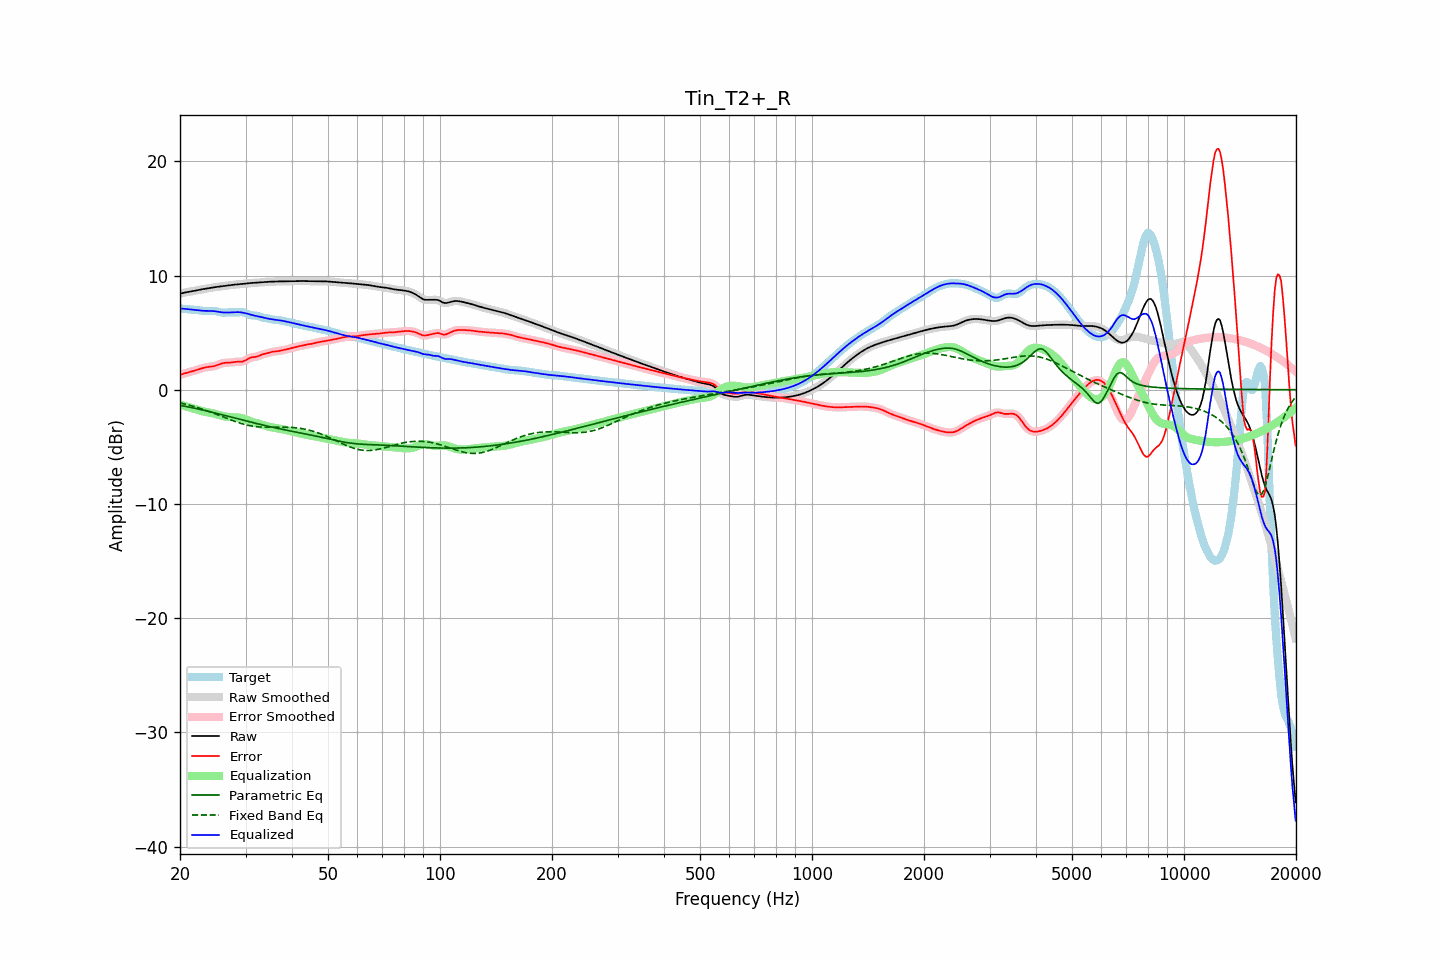 Tin_T2+_R
Amplitude (dBr)
20
10
0
−10
−20
−30
−40
Target
Raw Smoothed
Error Smoothed
Raw
Error
Equalization
Parametric Eq
Fixed Band Eq
Equalized
20 50 100 200 500 1000 2000 5000 10000 20000
Frequency (Hz)